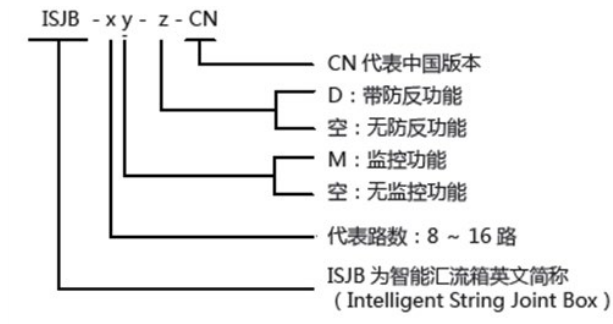 ISJB - x y - z - CN
CN 代表中国版本
D：带防反功能
空：无防反功能
M：监控功能
空：无监控功能
代表路数：8 ~ 16 路
ISJB 为智能汇流箱英文简称
（Intelligent String Joint Box）